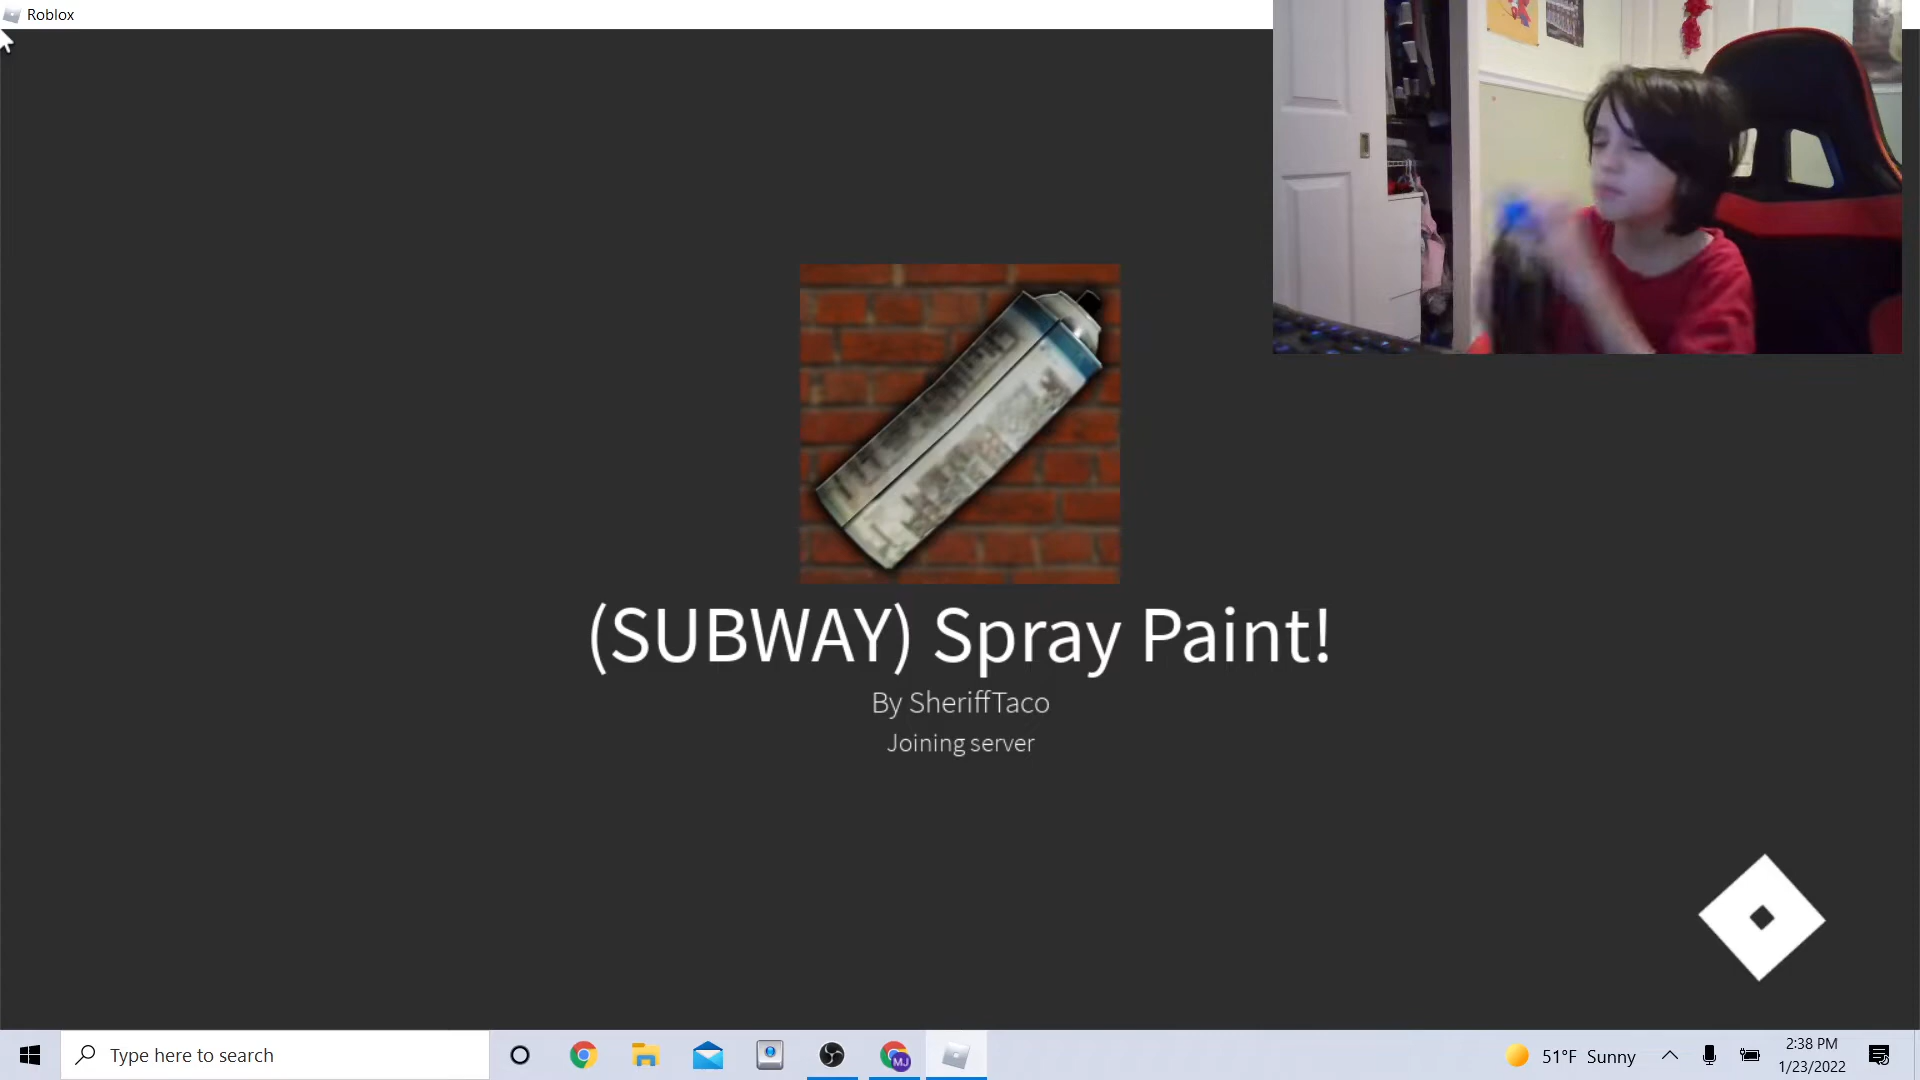 Roblox
(SUBWAY) Spray Paint!
By SheriffTaco
Joining server
Type here to search
MJ
51°F Sunny
2:38 PM
1/23/2022